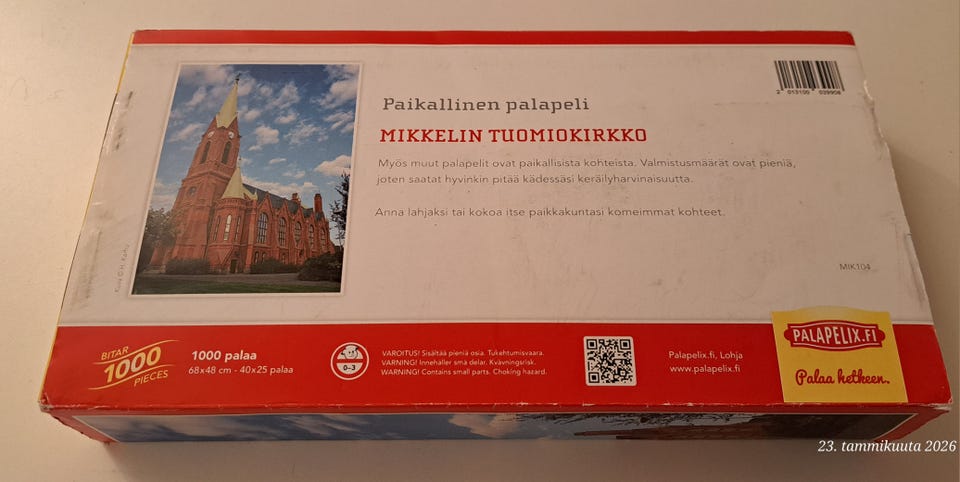 Paikallinen palapeli
MIKKELIN TUOMIOKIRKKO
Myös muut palapelit ovat paikallisista kohteista. Valmistusmäärät ovat pieniä,
joten saatat hyvinkin pitää kädessäsi keräilyharvinaisuutta.
Anna lahjaksi tai kokoa itse paikkakuntasi komeimmat kohteet.
2 013100 039908
MIK104
BITAR
1000
PIECES
1000 palaa
68x48 cm - 40x25 palaa
0-3
VAROITUS! Sisältää pieniä osia. Tukehtumisvaara.
VARNING! Innehåller små delar. Kvävningsrisk.
WARNING! Contains small parts. Choking hazard.
Palapelix.fi, Lohja
www.palapelix.fi
PALAPELIX.FI
Palaa hetkeen.
23. tammikuuta 2026